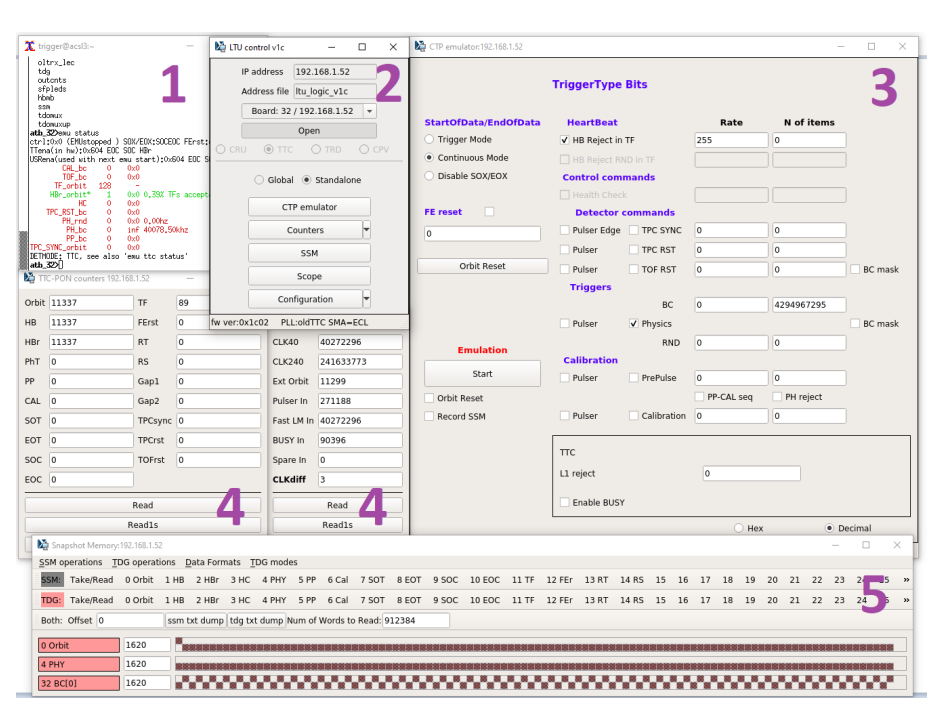 trigger@acsl3:~
oltrx_lec
tdg
outcnts
sfpleds
hbmb
ssm
tdomux
tdomuxup
atb_32>emu status
ctrl:0x0 (EMUstopped ) SOX/EOX:SOCEOC FErst:
TTena(in hw):0x604 EOC SOC HBr
USRena(used with next emu start):0x604 EOC S
CAL_bc 0 0x0
TOF_bc 0 0x0
TF_orbit 128 -
HBr_orbit* 1 0x0 0.39% TFs accept
HC 0 0x0
TPC_RST_bc 0 0x0
PH_rnd 0 0x0 0.00hz
PH_bc 0 inf 40078.50khz
PP_bc 0 0x0
TPC_SYNC_orbit 0 0x0
DETMODE: TTC, see also 'emu ttc status'
atb_32>
1
LTU control v1c
IP address 192.168.1.52
Address file ltu_logic_v1c
Board: 32 / 192.168.1.52
Open
CRU TTC TRD CPV
Global Standalone
CTP emulator
Counters
SSM
Scope
Configuration
fw ver:0x1c02 PLL:oldTTC SMA=ECL
2
CTP emulator:192.168.1.52
3
TriggerType Bits
StartOfData/EndOfData HeartBeat Rate N of items
Trigger Mode HB Reject in TF 255 0
Continuous Mode HB Reject RND in TF
Disable SOX/EOX Control commands
Health Check
FE reset Detector commands
0 Pulser Edge TPC SYNC 0 0
Pulser TPC RST 0 0
Orbit Reset Pulser TOF RST 0 0 BC mask
Triggers
BC 0 4294967295
Pulser Physics BC mask
RND 0 0
Emulation Calibration
Start Pulser PrePulse 0 0
Orbit Reset PP-CAL seq PH reject
Record SSM Pulser Calibration 0 0
TTC
L1 reject 0
Enable BUSY
Hex Decimal
TTC-PON counters 192.168.1.52
Orbit 11337 TF 89
HB 11337 FErst 0
HBr 11337 RT 0
PhT 0 RS 0
PP 0 Gap1 0
CAL 0 Gap2 0
SOT 0 TPCsync 0
EOT 0 TPCrst 0
SOC 0 TOFrst 0
EOC 0
Read
Read1s
4
CLK40 40272296
CLK240 241633773
Ext Orbit 11299
Pulser In 271188
Fast LM In 40272296
BUSY In 90396
Spare In 0
CLKdiff 3
Read
Read1s
4
Snapshot Memory:192.168.1.52
SSM operations TDG operations Data Formats TDG modes
SSM: Take/Read 0 Orbit 1 HB 2 HBr 3 HC 4 PHY 5 PP 6 Cal 7 SOT 8 EOT 9 SOC 10 EOC 11 TF 12 FEr 13 RT 14 RS 15 16 17 18 19 20 21 22 23 24 25 »
TDG: Take/Read 0 Orbit 1 HB 2 HBr 3 HC 4 PHY 5 PP 6 Cal 7 SOT 8 EOT 9 SOC 10 EOC 11 TF 12 FEr 13 RT 14 RS 15 16 17 18 19 20 21 22 23 24 25 »
5
Both: Offset 0 ssm txt dump tdg txt dump Num of Words to Read: 912384
0 Orbit 1620
4 PHY 1620
32 BC[0] 1620